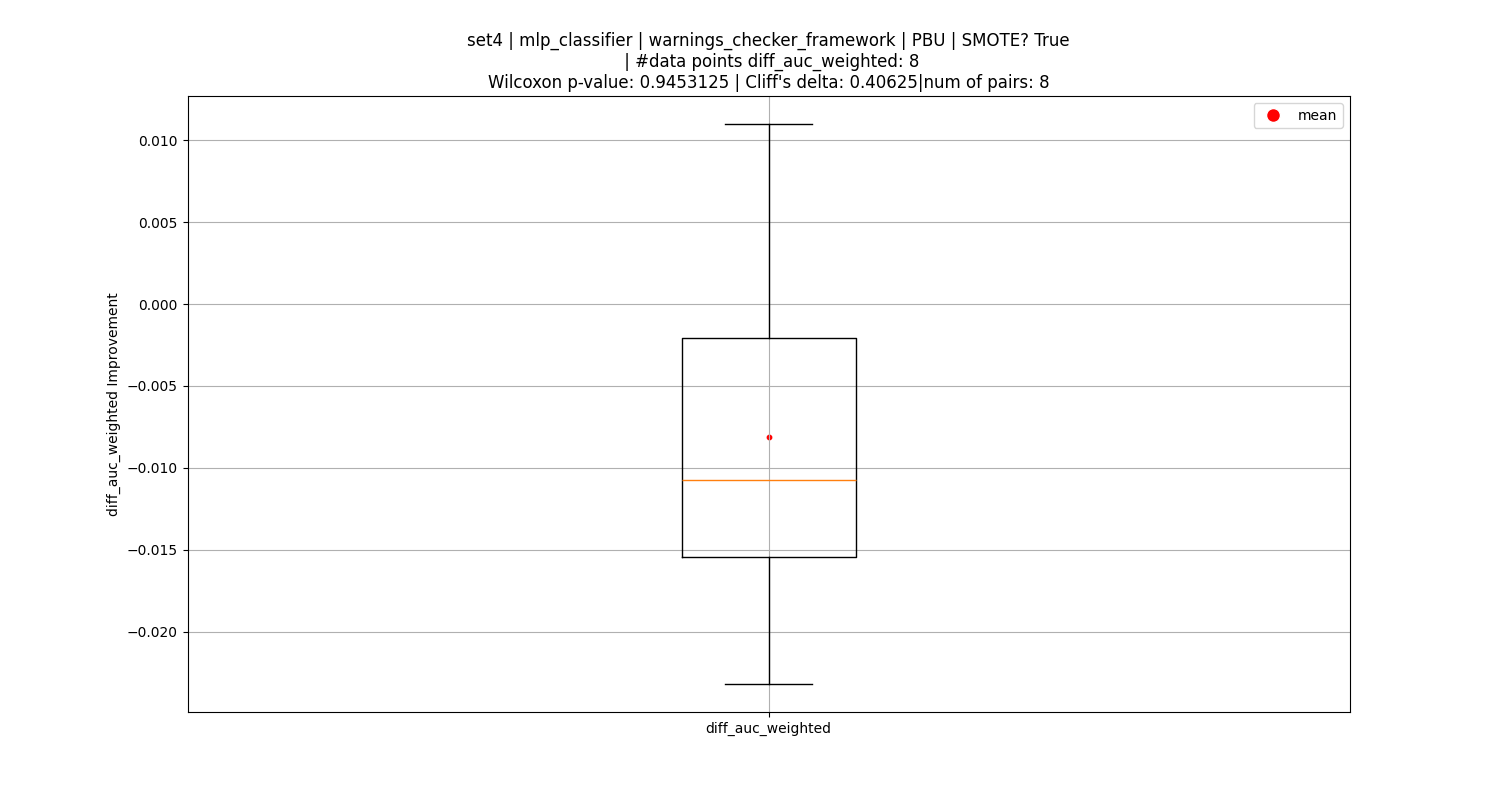 set4 | mlp_classifier | warnings_checker_framework | PBU | SMOTE? True
| #data points diff_auc_weighted: 8
Wilcoxon p-value: 0.9453125 | Cliff's delta: 0.40625|num of pairs: 8
mean
0.010
0.005
0.000
−0.005
−0.010
−0.015
−0.020
diff_auc_weighted Improvement
diff_auc_weighted